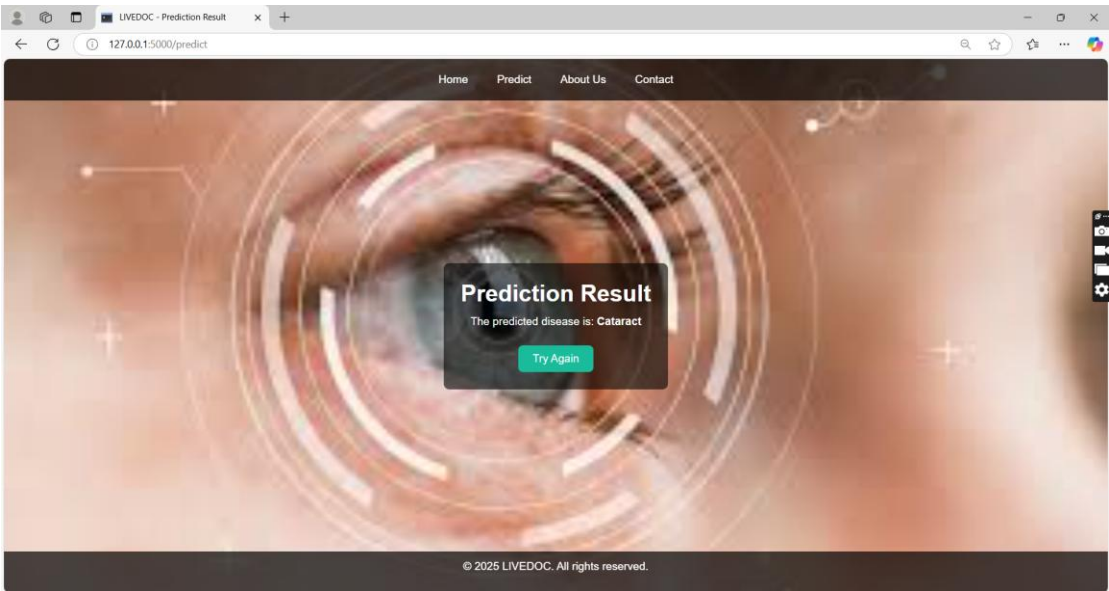 LIVEDOC - Prediction Result
127.0.0.1:5000/predict
Home Predict About Us Contact
Prediction Result
The predicted disease is: Cataract
Try Again
© 2025 LIVEDOC. All rights reserved.